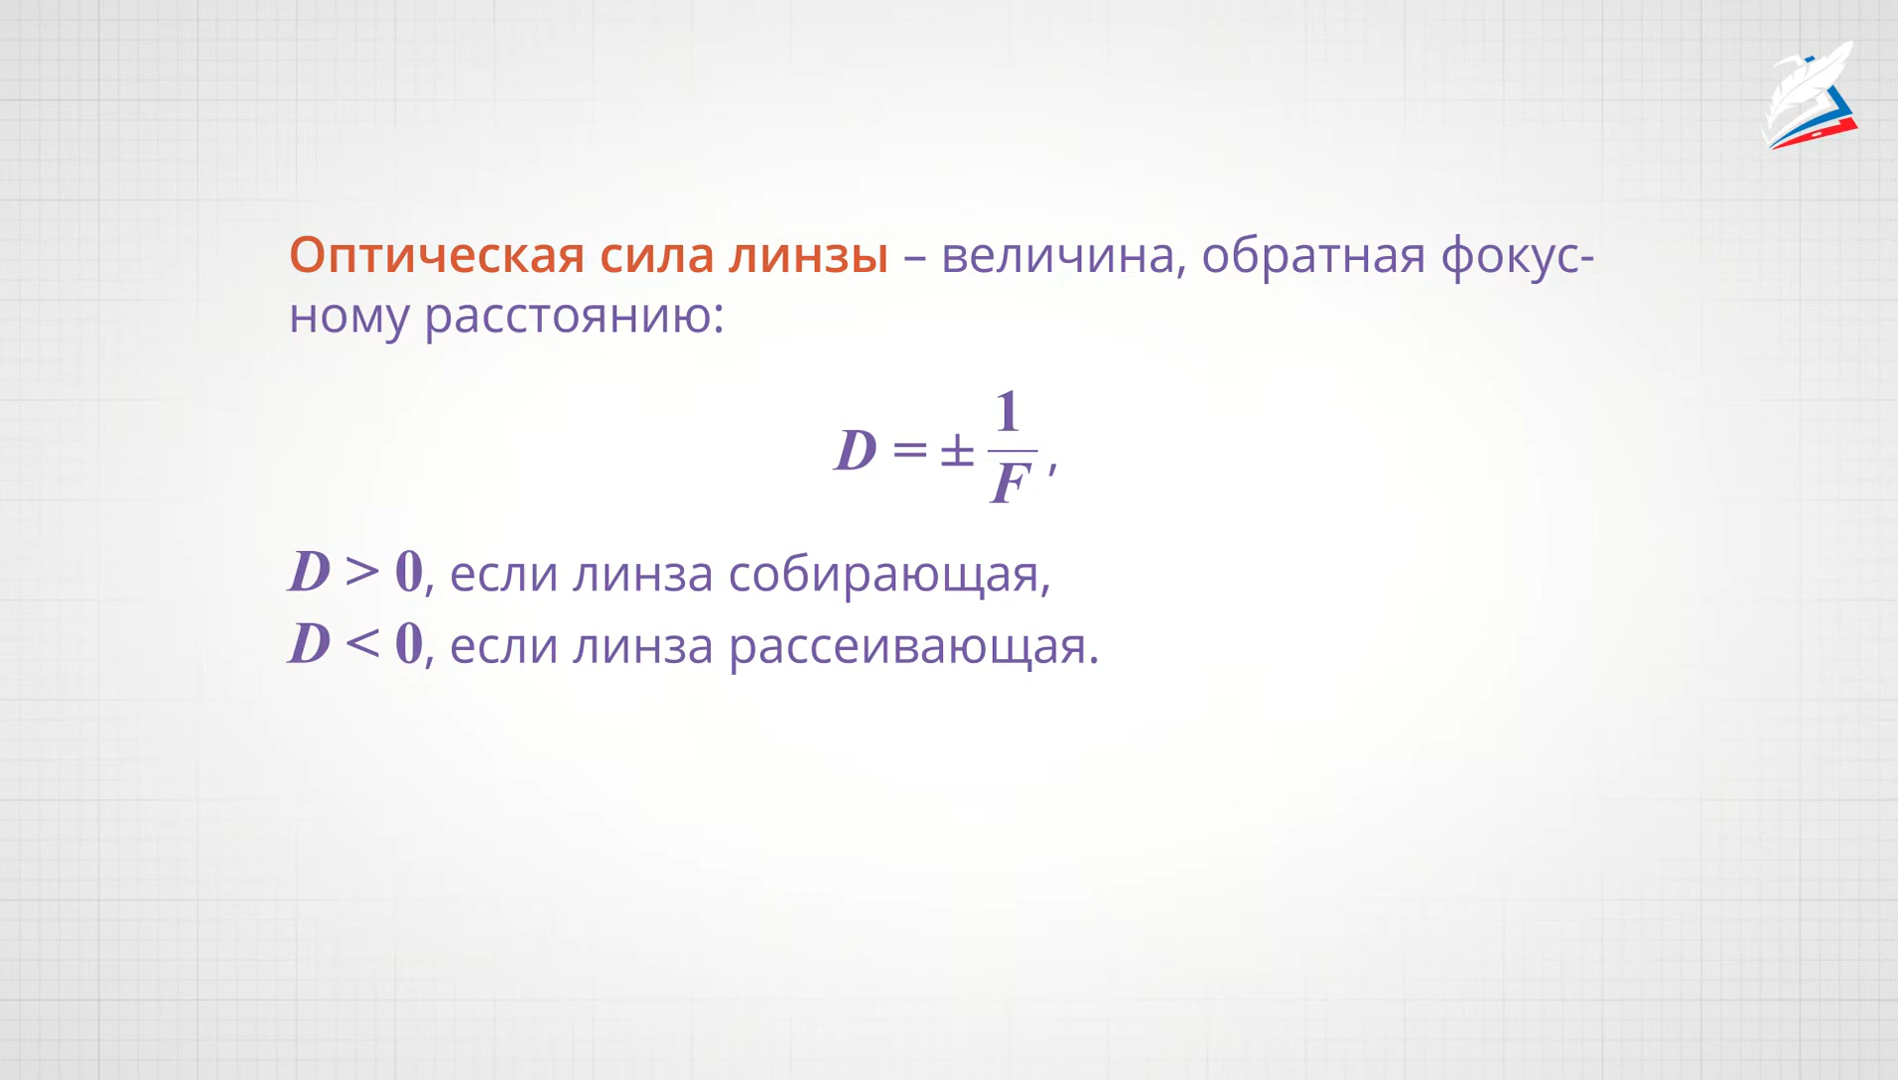 Оптическая сила линзы – величина, обратная фокус-
ному расстоянию:
D = ± 1/F,
D > 0, если линза собирающая,
D < 0, если линза рассеивающая.